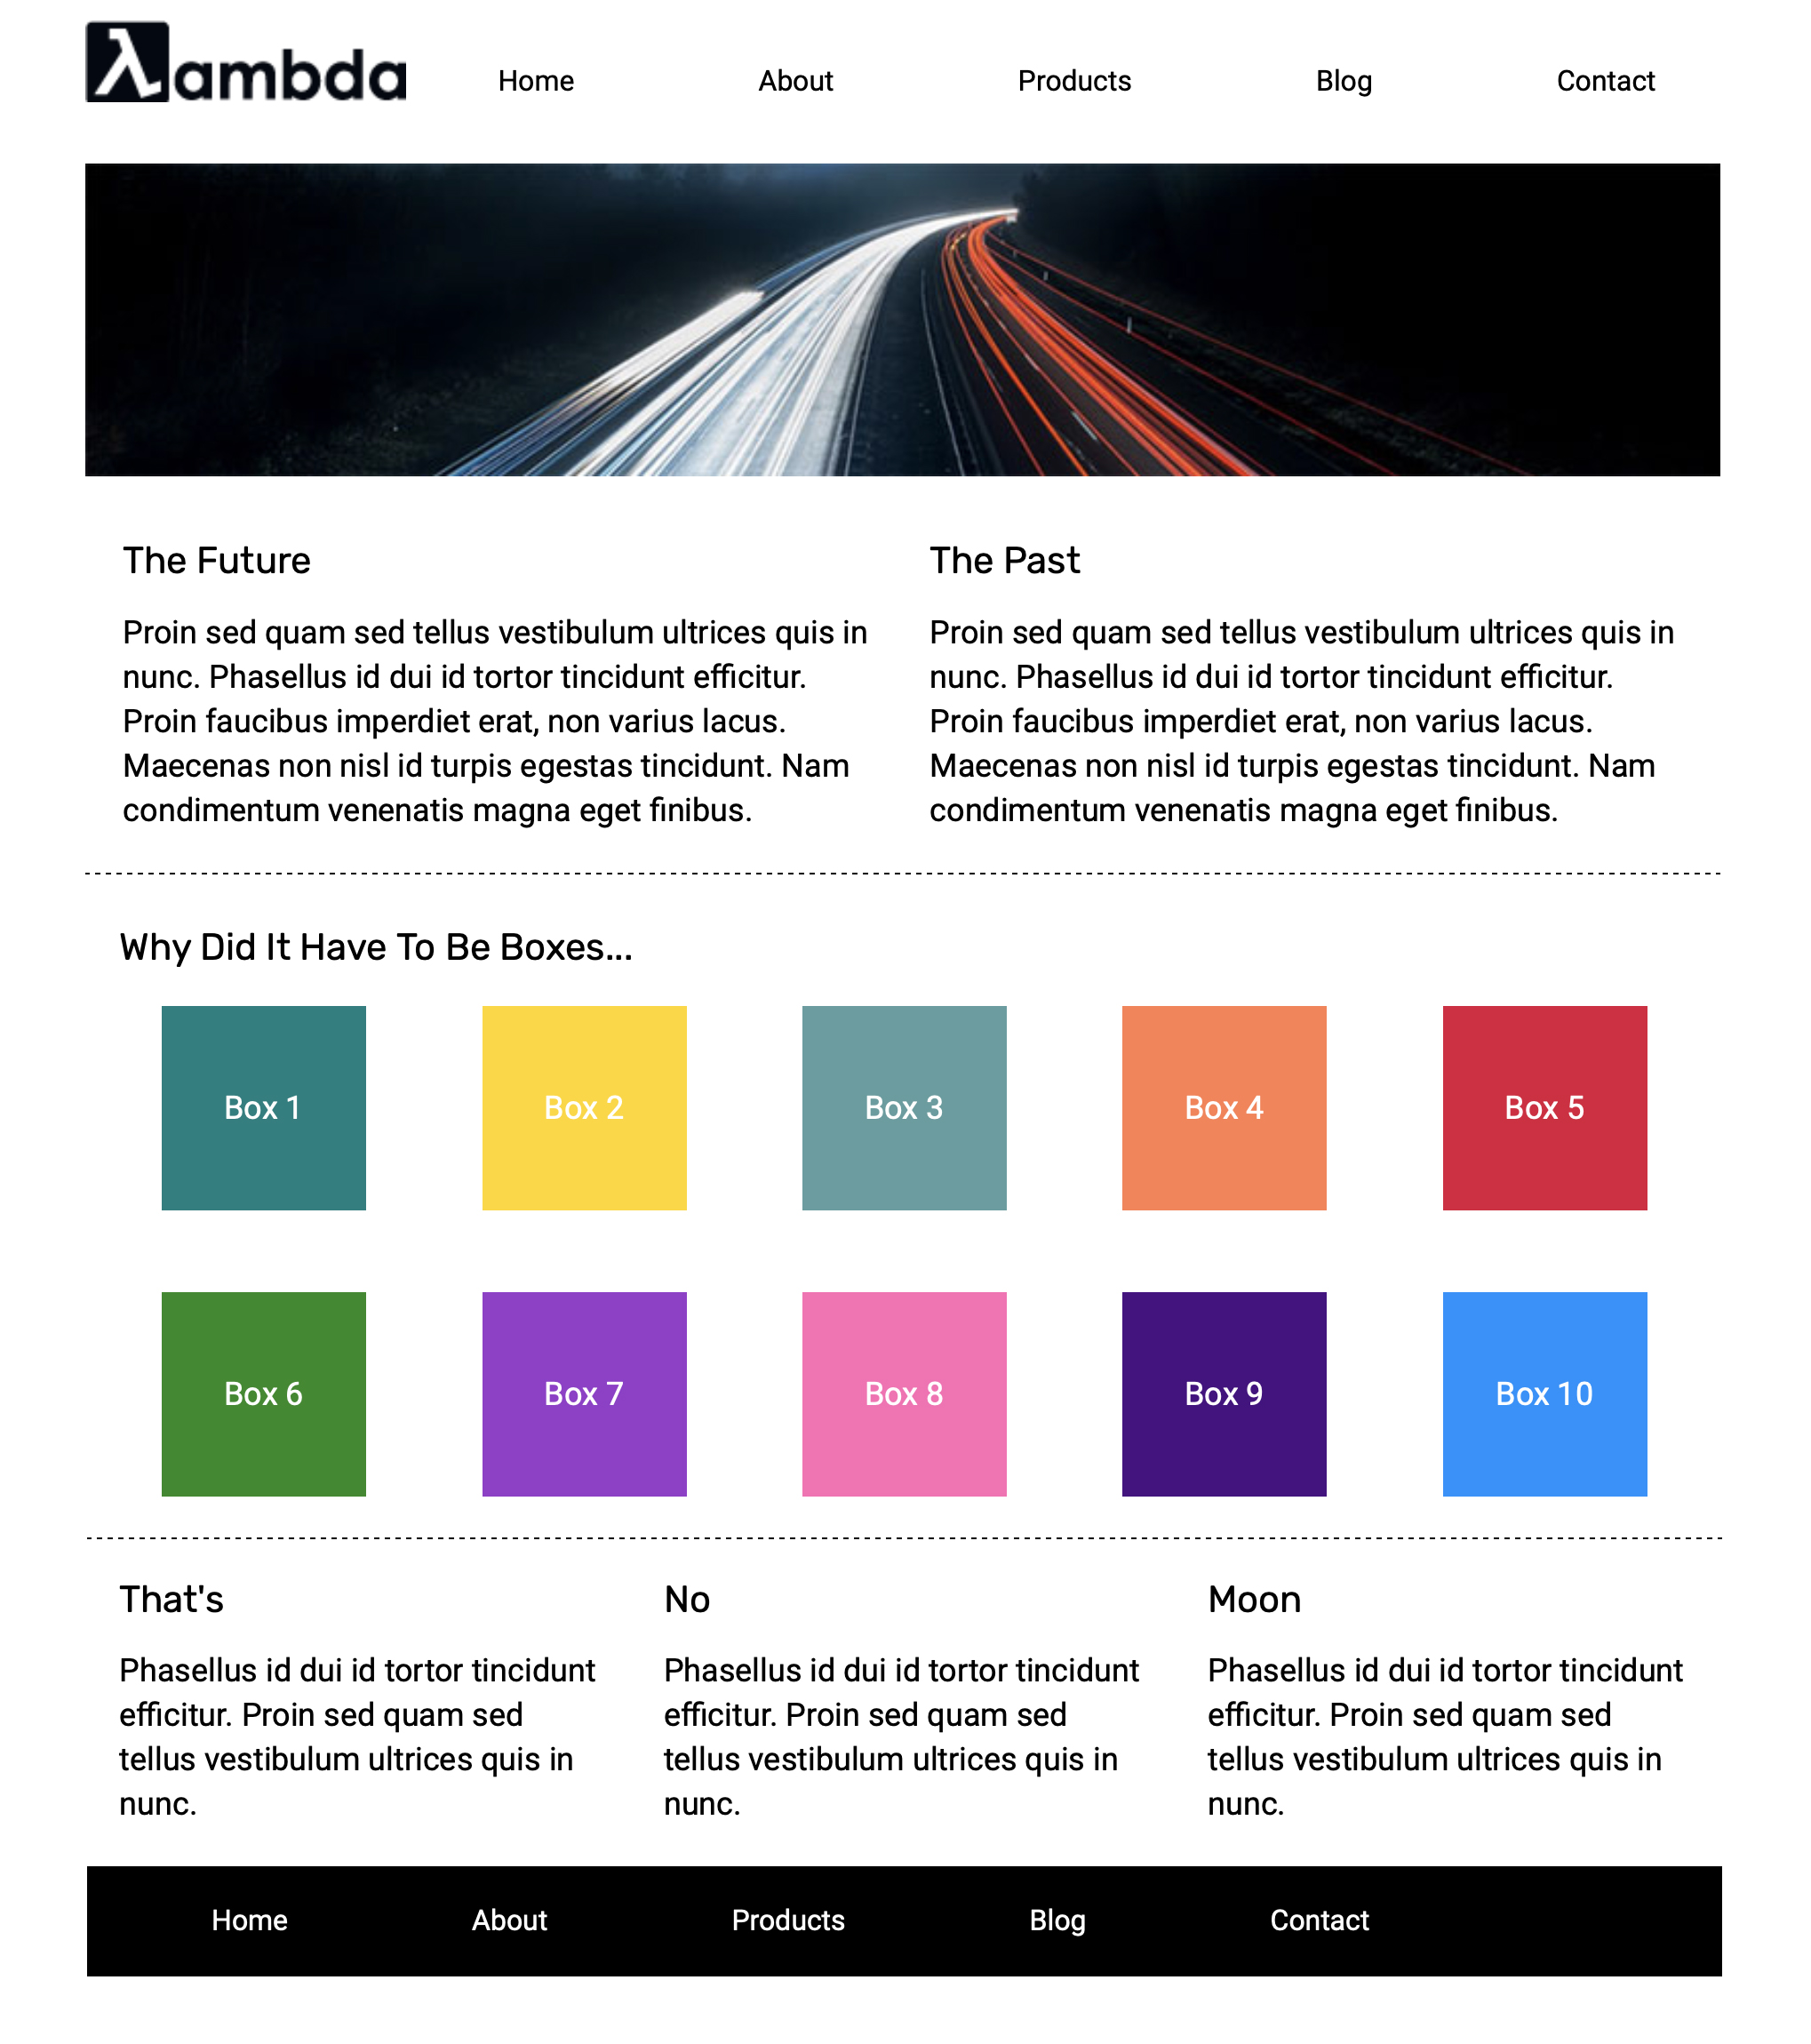 λambda
Home About Products Blog Contact
The Future
Proin sed quam sed tellus vestibulum ultrices quis in
nunc. Phasellus id dui id tortor tincidunt efficitur.
Proin faucibus imperdiet erat, non varius lacus.
Maecenas non nisl id turpis egestas tincidunt. Nam
condimentum venenatis magna eget finibus.
The Past
Proin sed quam sed tellus vestibulum ultrices quis in
nunc. Phasellus id dui id tortor tincidunt efficitur.
Proin faucibus imperdiet erat, non varius lacus.
Maecenas non nisl id turpis egestas tincidunt. Nam
condimentum venenatis magna eget finibus.
Why Did It Have To Be Boxes...
Box 1 Box 2 Box 3 Box 4 Box 5
Box 6 Box 7 Box 8 Box 9 Box 10
That's
Phasellus id dui id tortor tincidunt
efficitur. Proin sed quam sed
tellus vestibulum ultrices quis in
nunc.
No
Phasellus id dui id tortor tincidunt
efficitur. Proin sed quam sed
tellus vestibulum ultrices quis in
nunc.
Moon
Phasellus id dui id tortor tincidunt
efficitur. Proin sed quam sed
tellus vestibulum ultrices quis in
nunc.
Home About Products Blog Contact